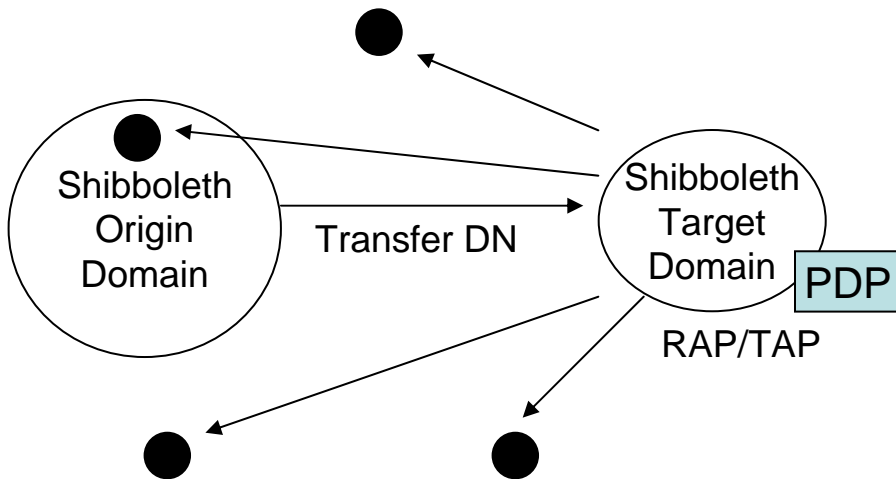 Shibboleth
Origin
Domain
Transfer DN
Shibboleth
Target
Domain
PDP
RAP/TAP